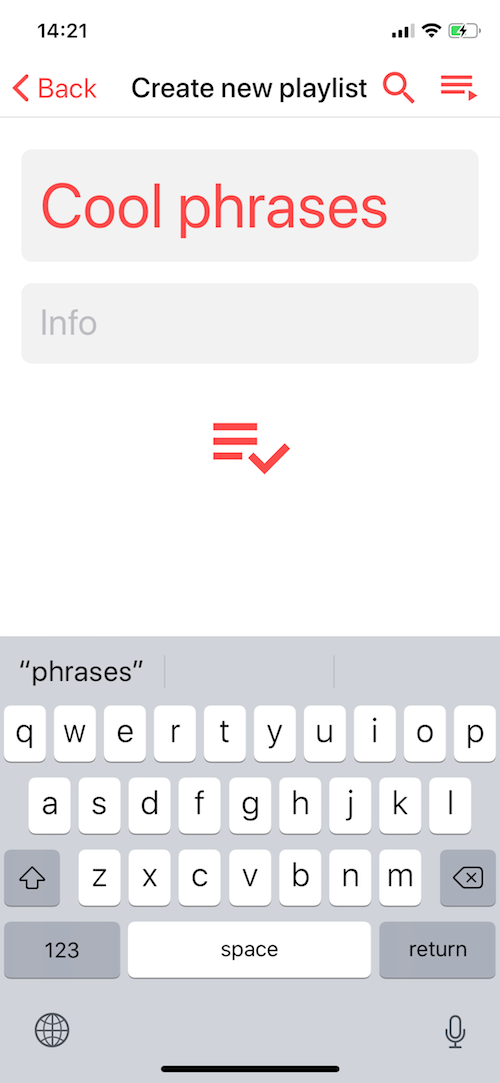 14:21
Back Create new playlist
Cool phrases
Info
“phrases”
q w e r t y u i o p
a s d f g h j k l
z x c v b n m
123 space return